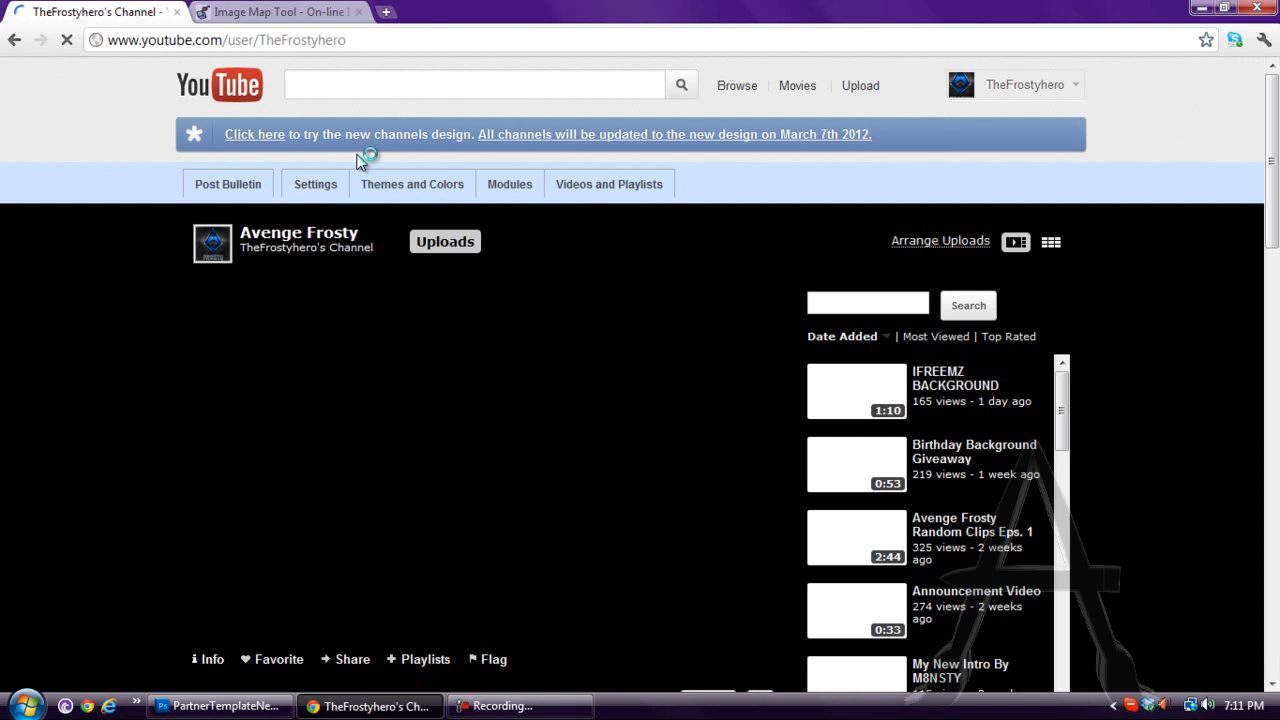 TheFrostyhero's Channel -
Image Map Tool - On-line
www.youtube.com/user/TheFrostyhero
YouTube
Browse
Movies
Upload
TheFrostyhero
Click here to try the new channels design. All channels will be updated to the new design on March 7th 2012.
Post Bulletin
Settings
Themes and Colors
Modules
Videos and Playlists
Avenge Frosty
TheFrostyhero's Channel
Uploads
Arrange Uploads
Search
Date Added | Most Viewed | Top Rated
IFREEMZ
BACKGROUND
165 views - 1 day ago
1:10
Birthday Background
Giveaway
219 views - 1 week ago
0:53
Avenge Frosty
Random Clips Eps. 1
325 views - 2 weeks
ago
2:44
Announcement Video
274 views - 2 weeks
ago
0:33
My New Intro By
M8NSTY
Info
Favorite
Share
Playlists
Flag
PartnerTemplateNe...
TheFrostyhero's Ch...
Recording...
7:11 PM